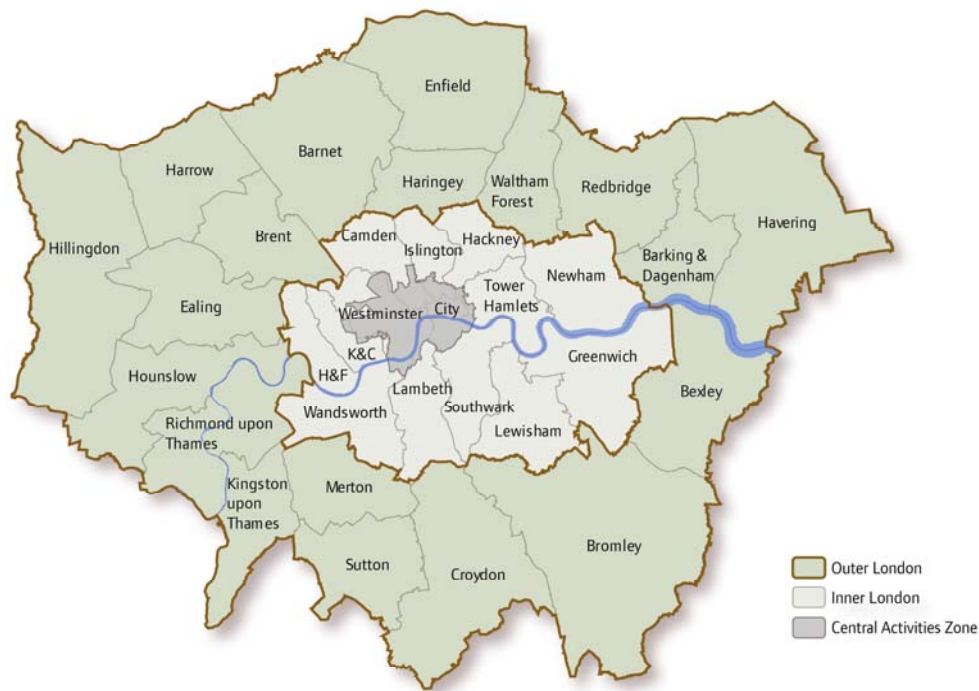 Enfield
Barnet
Harrow
Haringey
Waltham
Forest
Redbridge
Havering
Hillingdon
Brent
Camden
Islington
Hackney
Newham
Barking &
Dagenham
Ealing
Tower
Hamlets
Westminster
City
K&C
Greenwich
Hounslow
H&F
Lambeth
Bexley
Wandsworth
Southwark
Richmond upon
Thames
Lewisham
Kingston
upon
Thames
Merton
Sutton
Croydon
Bromley
Outer London
Inner London
Central Activities Zone